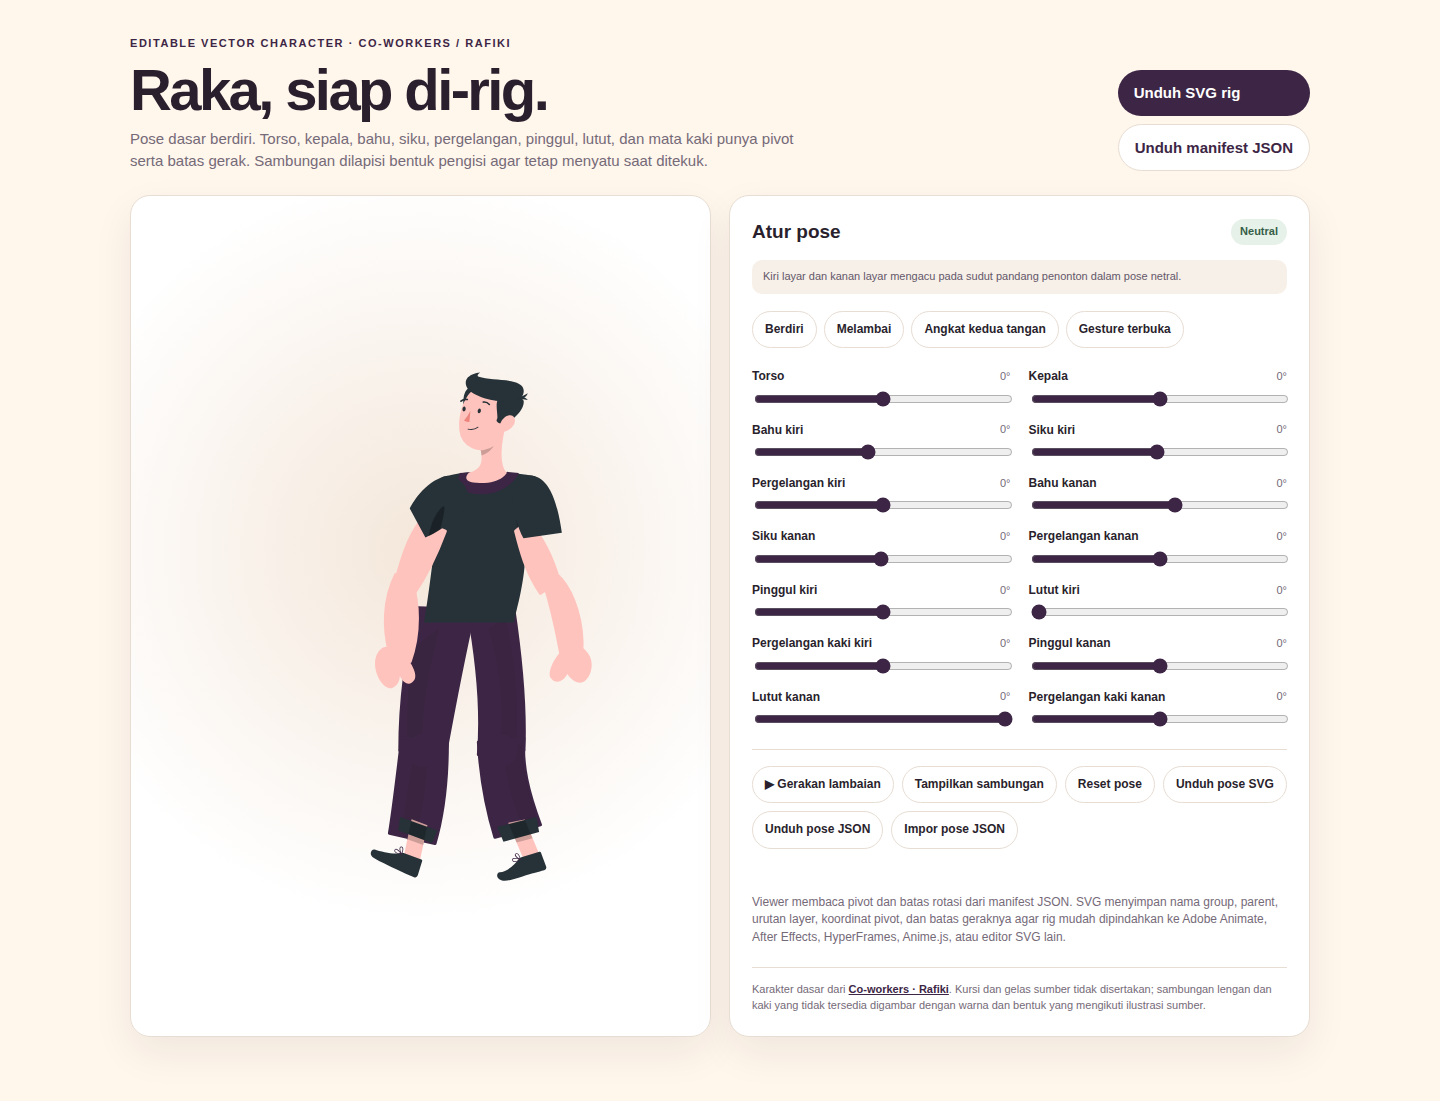 EDITABLE VECTOR CHARACTER · CO-WORKERS / RAFIKI
Raka, siap di-rig.
Pose dasar berdiri. Torso, kepala, bahu, siku, pergelangan, pinggul, lutut, dan mata kaki punya pivot
serta batas gerak. Sambungan dilapisi bentuk pengisi agar tetap menyatu saat ditekuk.
Unduh SVG rig
Unduh manifest JSON
Atur pose
Neutral
Kiri layar dan kanan layar mengacu pada sudut pandang penonton dalam pose netral.
Berdiri
Melambai
Angkat kedua tangan
Gesture terbuka
Torso 0°
Kepala 0°
Bahu kiri 0°
Siku kiri 0°
Pergelangan kiri 0°
Bahu kanan 0°
Siku kanan 0°
Pergelangan kanan 0°
Pinggul kiri 0°
Lutut kiri 0°
Pergelangan kaki kiri 0°
Pinggul kanan 0°
Lutut kanan 0°
Pergelangan kaki kanan 0°
▶ Gerakan lambaian
Tampilkan sambungan
Reset pose
Unduh pose SVG
Unduh pose JSON
Impor pose JSON
Viewer membaca pivot dan batas rotasi dari manifest JSON. SVG menyimpan nama group, parent,
urutan layer, koordinat pivot, dan batas geraknya agar rig mudah dipindahkan ke Adobe Animate,
After Effects, HyperFrames, Anime.js, atau editor SVG lain.
Karakter dasar dari Co-workers · Rafiki. Kursi dan gelas sumber tidak disertakan; sambungan lengan dan
kaki yang tidak tersedia digambar dengan warna dan bentuk yang mengikuti ilustrasi sumber.